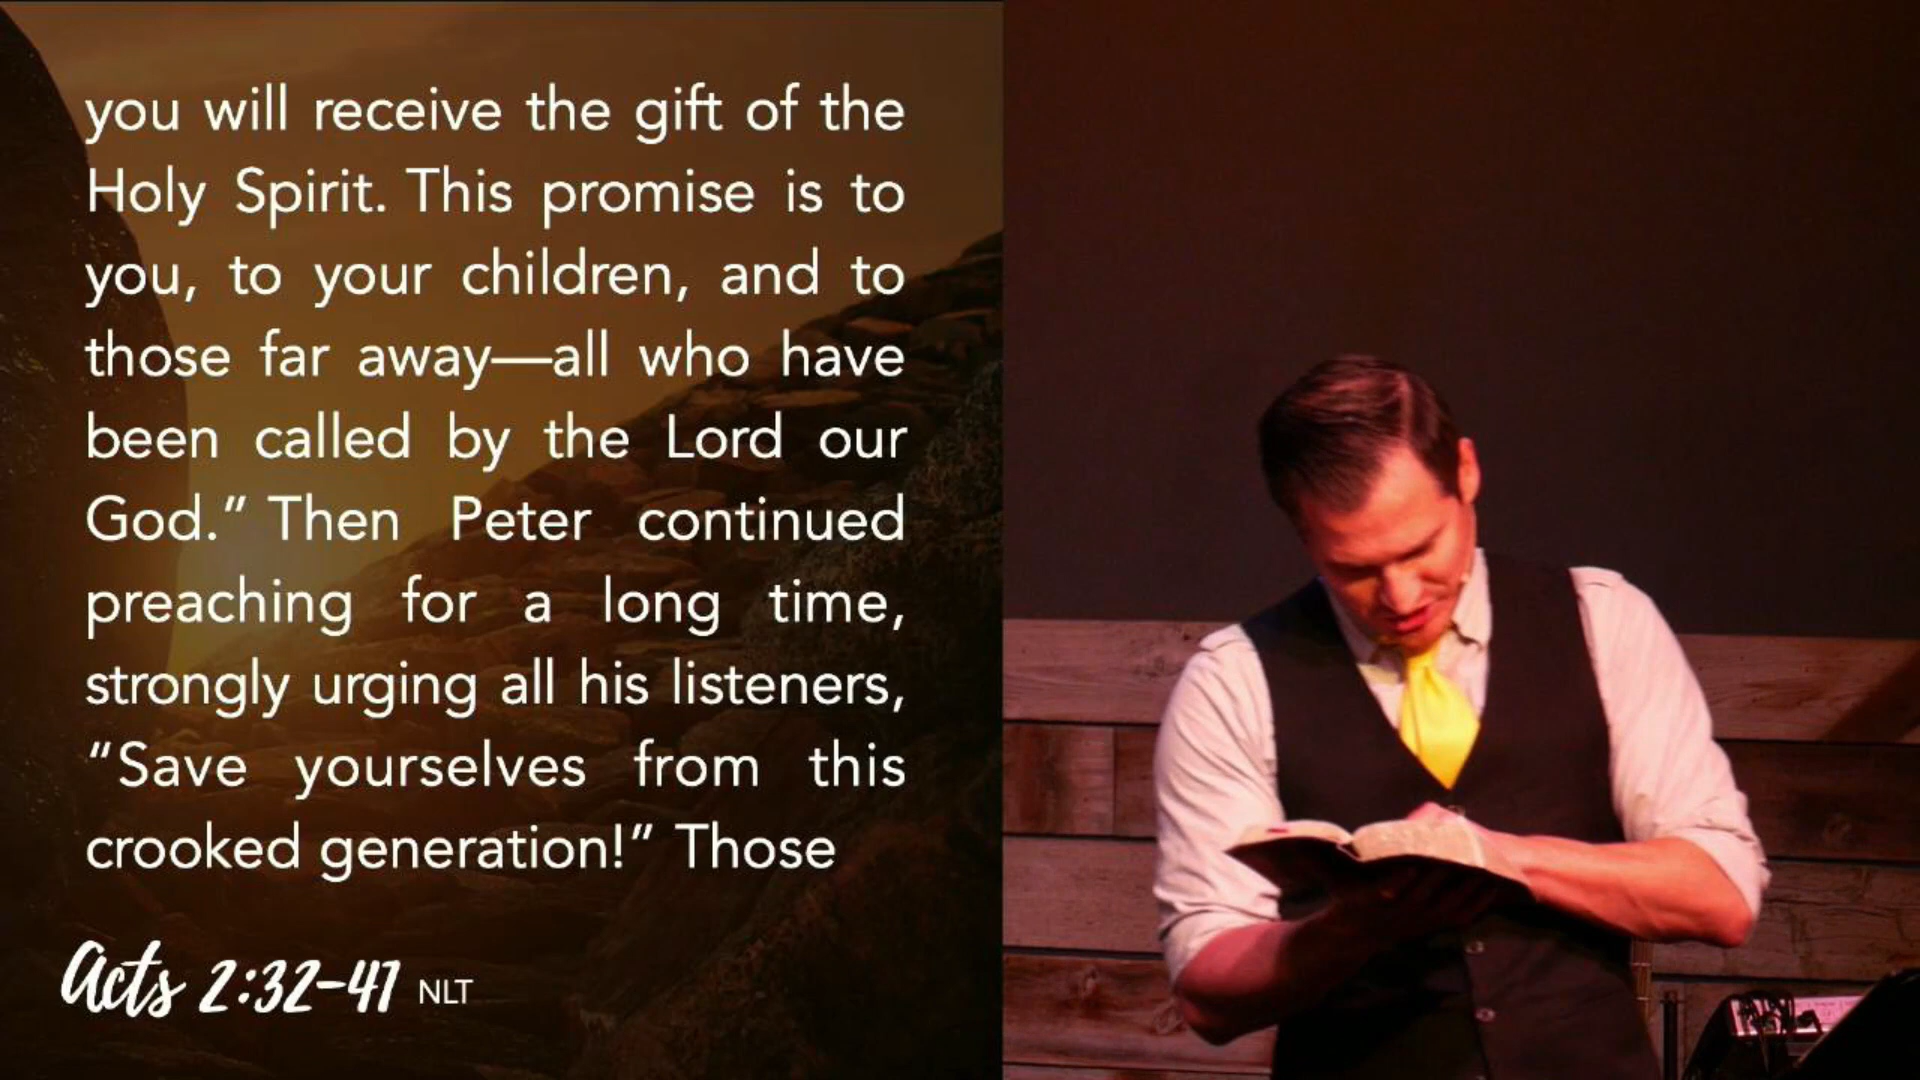 you will receive the gift of the
Holy Spirit. This promise is to
you, to your children, and to
those far away—all who have
been called by the Lord our
God.” Then Peter continued
preaching for a long time,
strongly urging all his listeners,
“Save yourselves from this
crooked generation!” Those
Acts 2:32-41 NLT